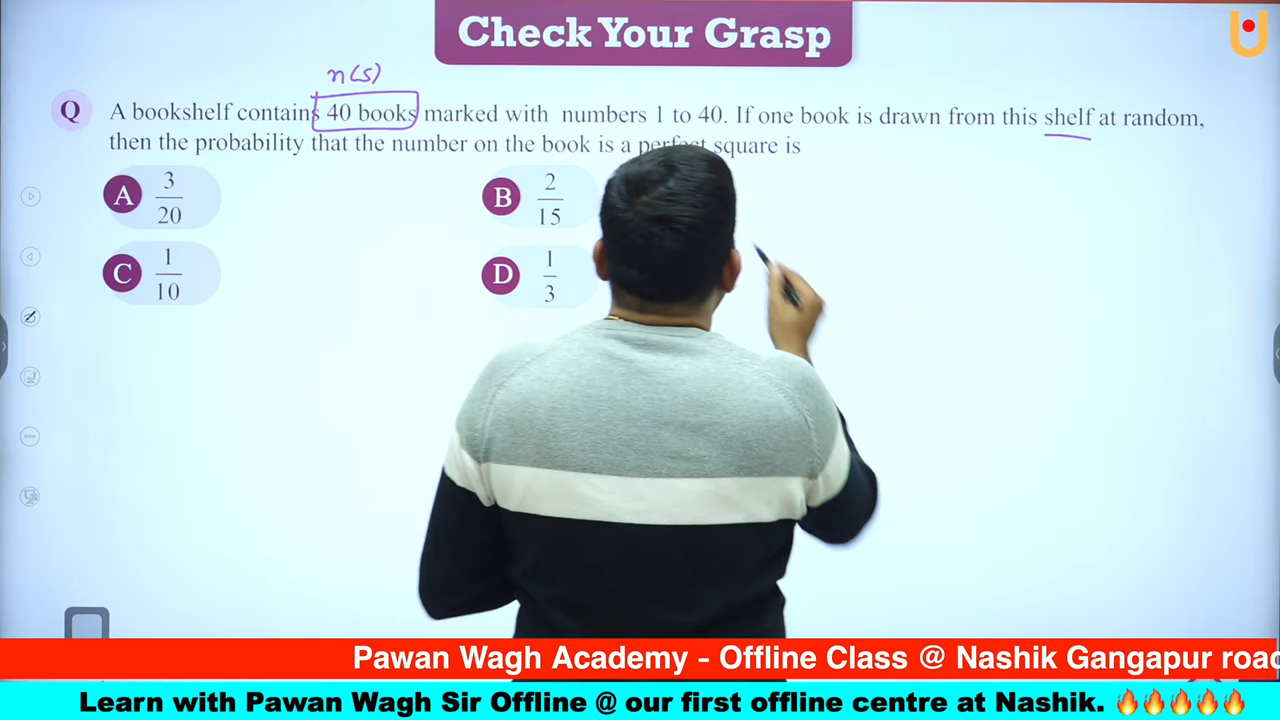 Check Your Grasp
n(s)
Q A bookshelf contains 40 books marked with numbers 1 to 40. If one book is drawn from this shelf at random,
then the probability that the number on the book is a perfect square is
A 3/20
B 2/15
C 1/10
D 1/3
Pawan Wagh Academy - Offline Class @ Nashik Gangapur road
Learn with Pawan Wagh Sir Offline @ our first offline centre at Nashik. 🔥🔥🔥🔥🔥